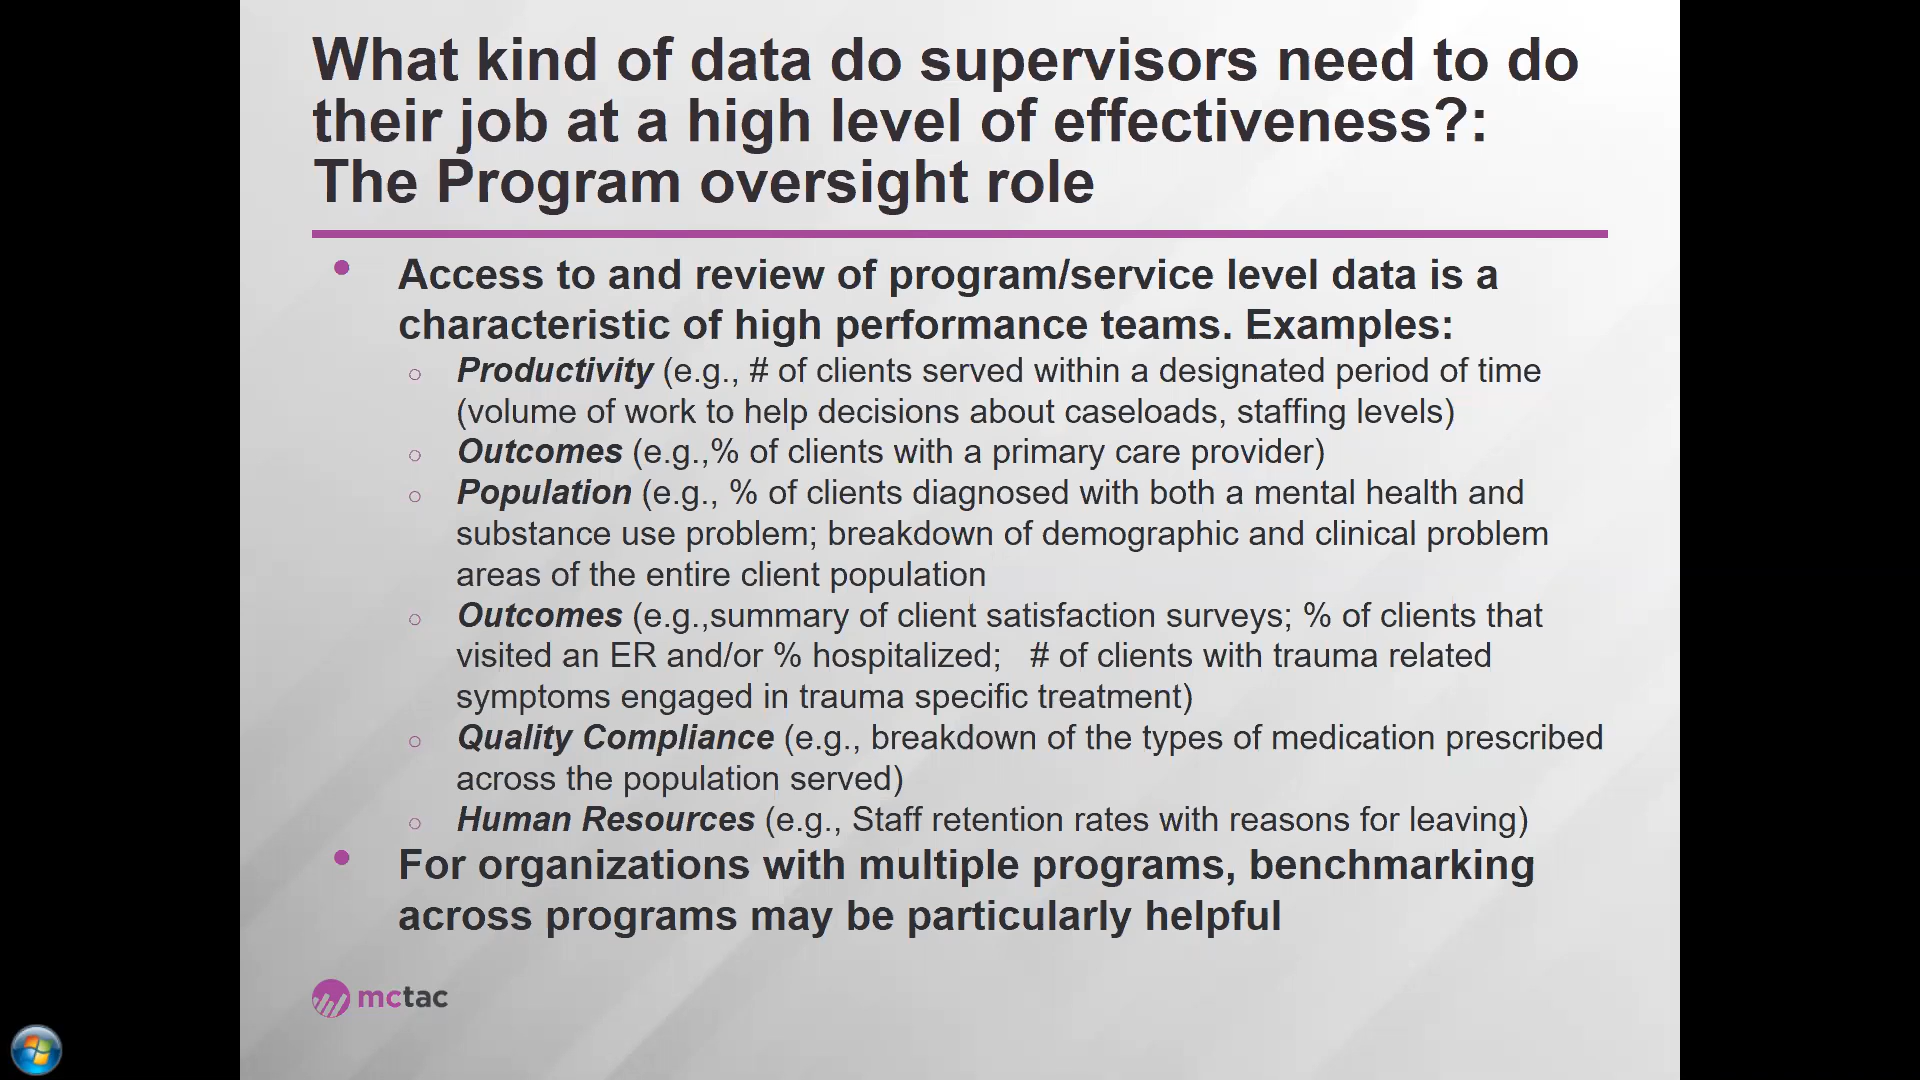 What kind of data do supervisors need to do
their job at a high level of effectiveness?:
The Program oversight role
• Access to and review of program/service level data is a
characteristic of high performance teams. Examples:
○ Productivity (e.g., # of clients served within a designated period of time
(volume of work to help decisions about caseloads, staffing levels)
○ Outcomes (e.g.,% of clients with a primary care provider)
○ Population (e.g., % of clients diagnosed with both a mental health and
substance use problem; breakdown of demographic and clinical problem
areas of the entire client population
○ Outcomes (e.g.,summary of client satisfaction surveys; % of clients that
visited an ER and/or % hospitalized;   # of clients with trauma related
symptoms engaged in trauma specific treatment)
○ Quality Compliance (e.g., breakdown of the types of medication prescribed
across the population served)
○ Human Resources (e.g., Staff retention rates with reasons for leaving)
• For organizations with multiple programs, benchmarking
across programs may be particularly helpful
mctac